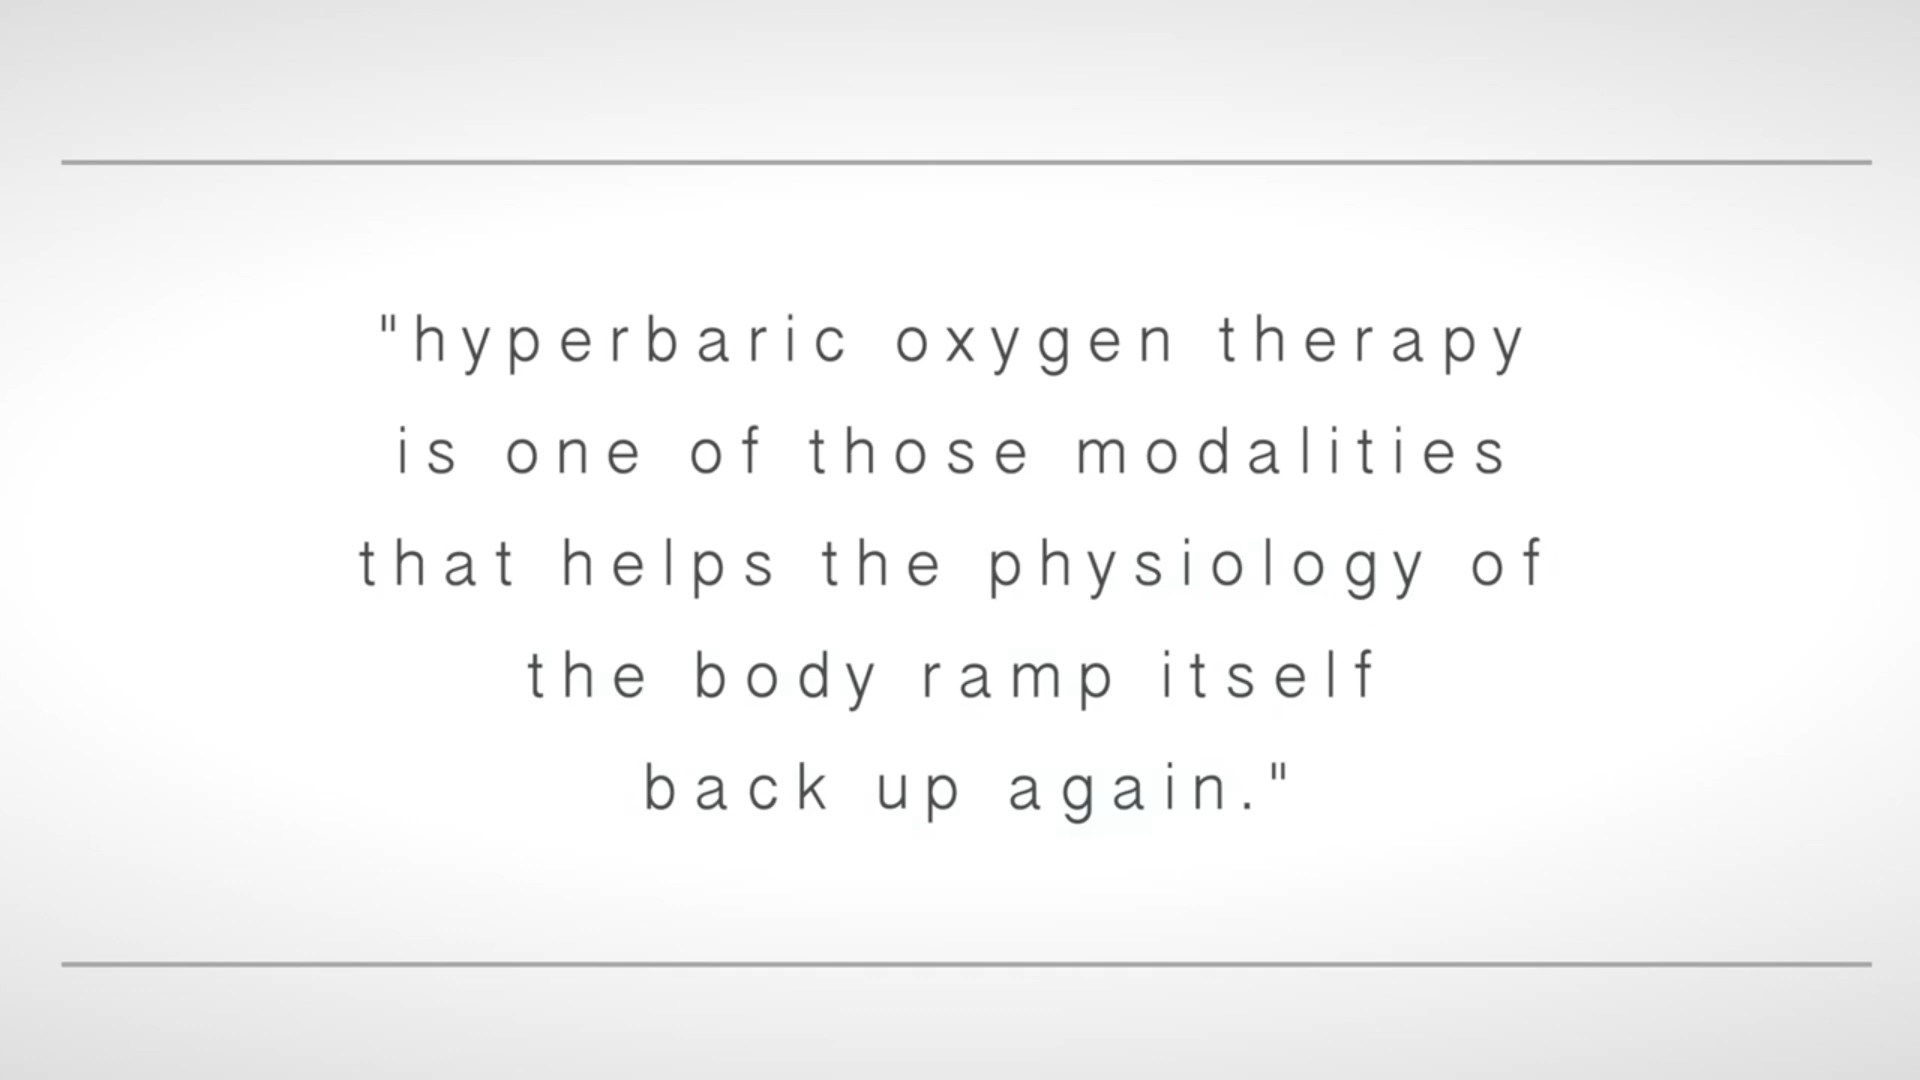 "hyperbaric oxygen therapy
is one of those modalities
that helps the physiology of
the body ramp itself
back up again."